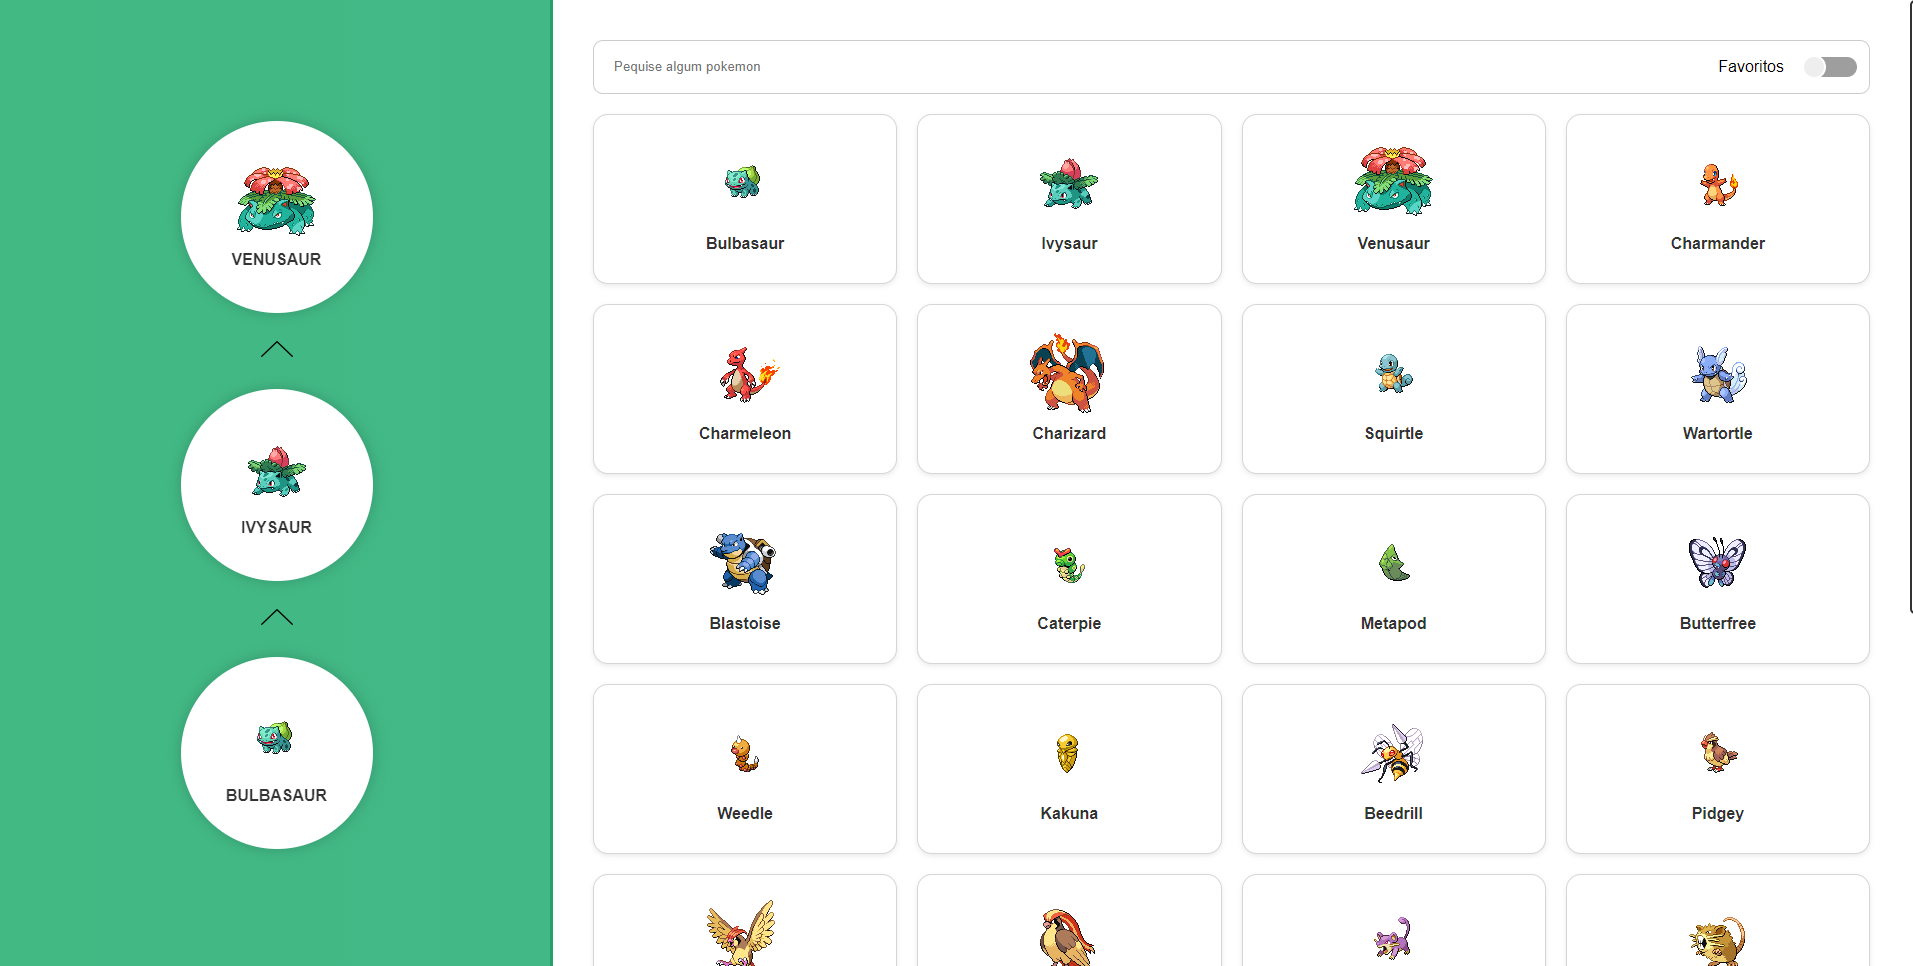 VENUSAUR
IVYSAUR
BULBASAUR
Pequise algum pokemon
Favoritos
Bulbasaur
Ivysaur
Venusaur
Charmander
Charmeleon
Charizard
Squirtle
Wartortle
Blastoise
Caterpie
Metapod
Butterfree
Weedle
Kakuna
Beedrill
Pidgey